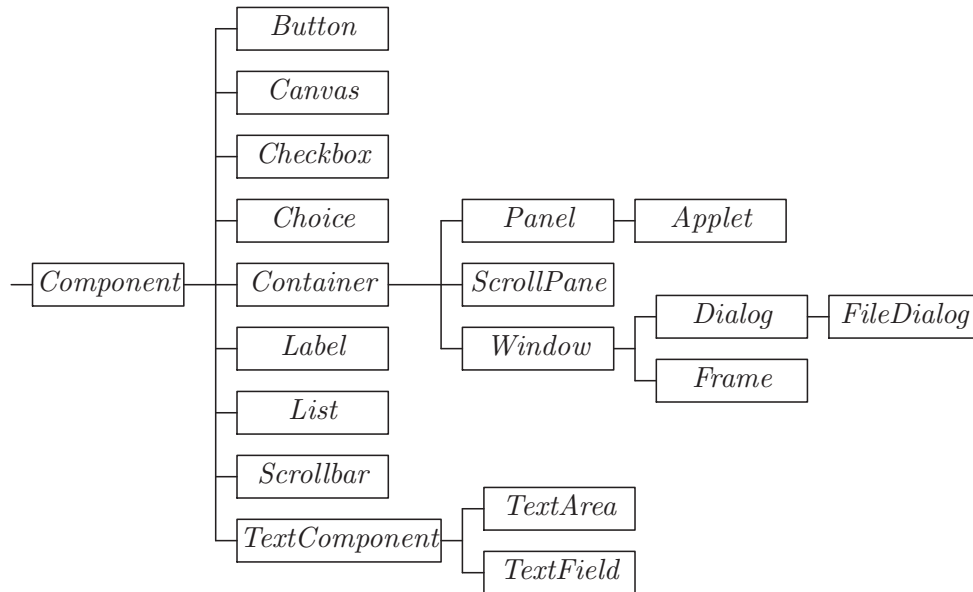 Button
Canvas
Checkbox
Choice
Panel
Applet
Component
Container
ScrollPane
Dialog
FileDialog
Label
Window
Frame
List
Scrollbar
TextArea
TextComponent
TextField